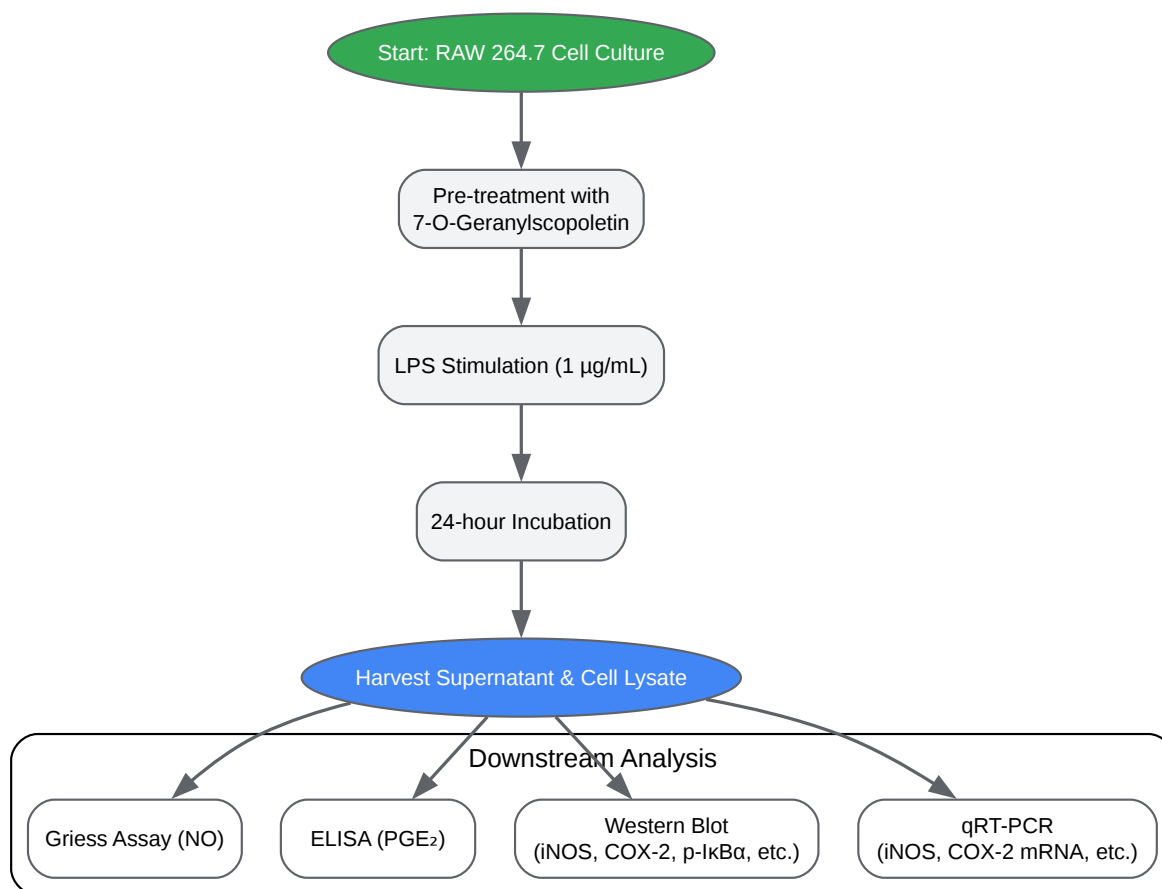 Start: RAW 264.7 Cell Culture
Pre-treatment with
7-O-Geranylscopoletin
LPS Stimulation (1 µg/mL)
24-hour Incubation
Harvest Supernatant & Cell Lysate
Downstream Analysis
Griess Assay (NO)
ELISA (PGE₂)
Western Blot
(iNOS, COX-2, p-IκBα, etc.)
qRT-PCR
(iNOS, COX-2 mRNA, etc.)